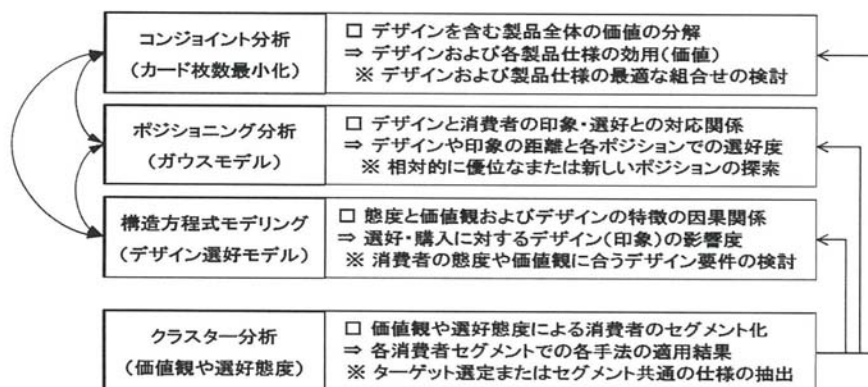 コンジョイント分析
(カード枚数最小化)
□ デザインを含む製品全体の価値の分解
⇒ デザインおよび各製品仕様の効用(価値)
※ デザインおよび製品仕様の最適な組合せの検討
ポジショニング分析
(ガウスモデル)
□ デザインと消費者の印象・選好との対応関係
⇒ デザインや印象の距離と各ポジションでの選好度
※ 相対的に優位なまたは新しいポジションの探索
構造方程式モデリング
(デザイン選好モデル)
□ 態度と価値観およびデザインの特徴の因果関係
⇒ 選好・購入に対するデザイン(印象)の影響度
※ 消費者の態度や価値観に合うデザイン要件の検討
クラスター分析
(価値観や選好態度)
□ 価値観や選好態度による消費者のセグメント化
⇒ 各消費者セグメントでの各手法の適用結果
※ ターゲット選定またはセグメント共通の仕様の抽出